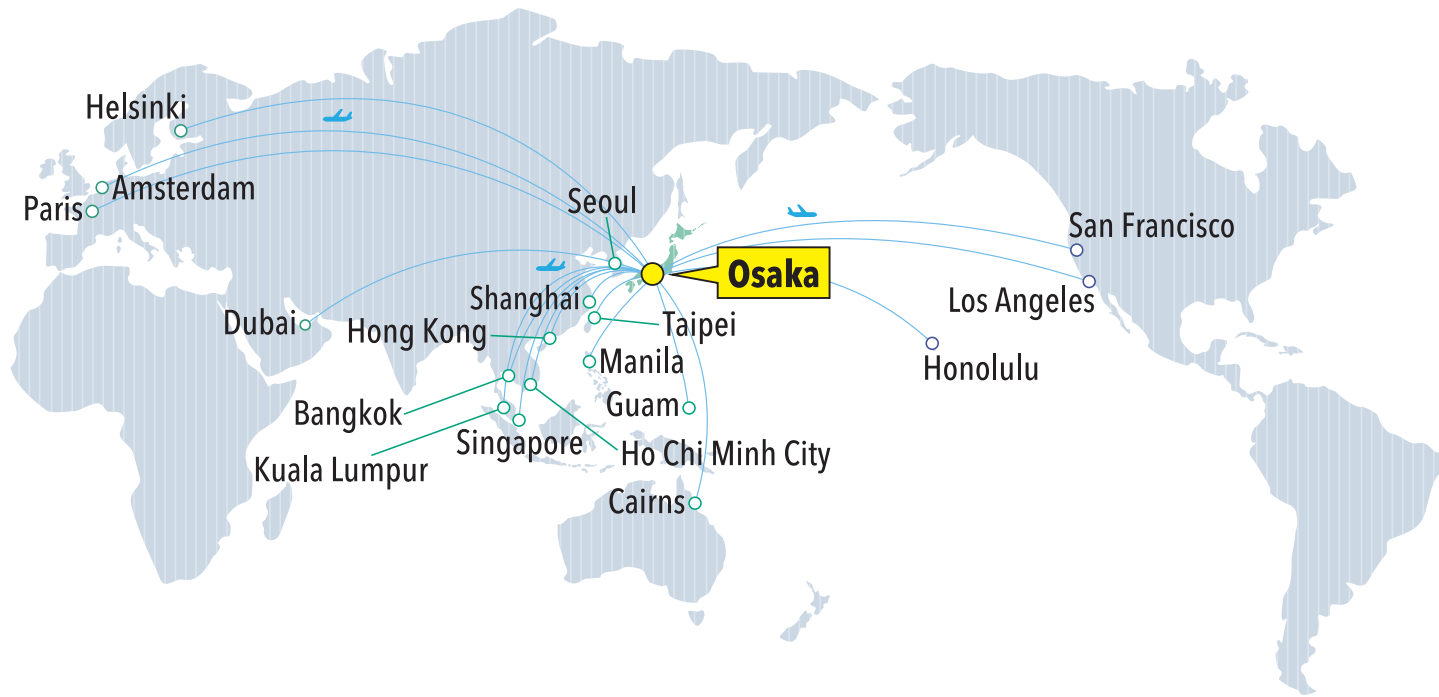 Helsinki
Amsterdam
Paris
Seoul
San Francisco
Osaka
Los Angeles
Shanghai
Dubai
Taipei
Hong Kong
Manila
Honolulu
Guam
Bangkok
Singapore
Ho Chi Minh City
Kuala Lumpur
Cairns